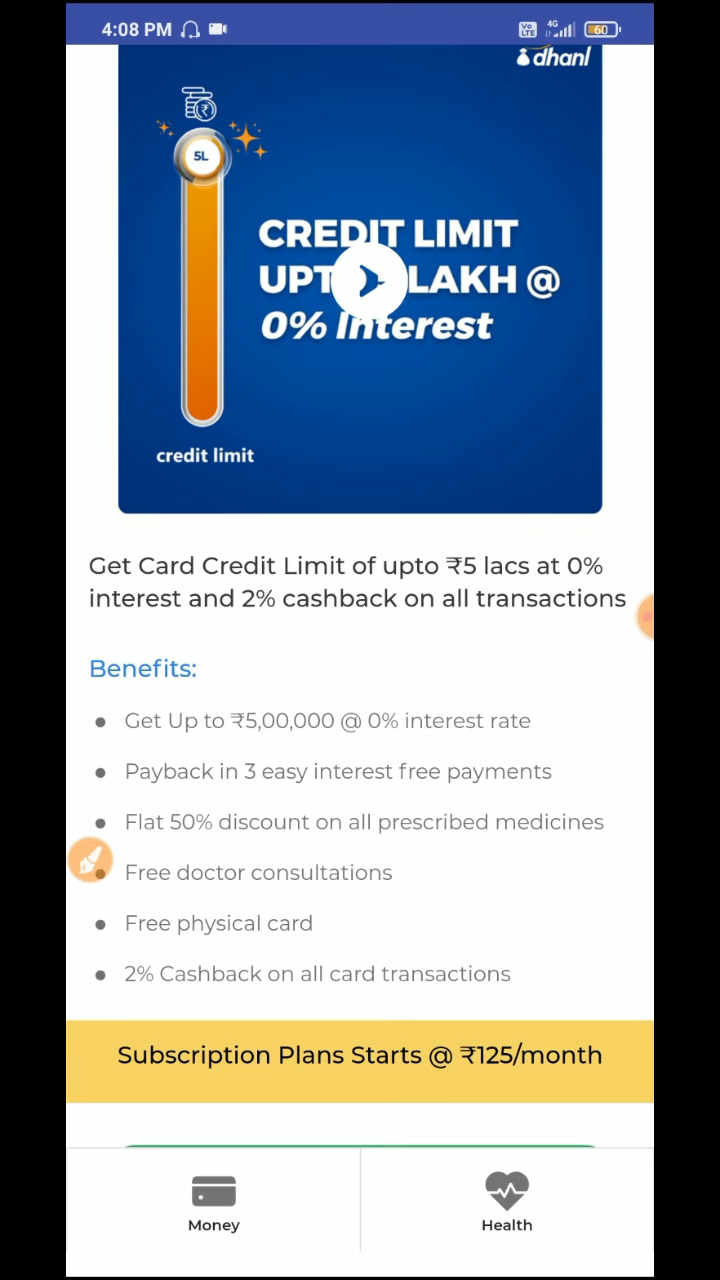 4:08 PM
Vo
LTE
4G
60
dhani
5L
CREDIT LIMIT
LAKH @
0% Interest
credit limit
Get Card Credit Limit of upto ₹5 lacs at 0%
interest and 2% cashback on all transactions
Benefits:
Get Up to ₹5,00,000 @ 0% interest rate
Payback in 3 easy interest free payments
Flat 50% discount on all prescribed medicines
Free doctor consultations
Free physical card
2% Cashback on all card transactions
Subscription Plans Starts @ ₹125/month
Money
Health